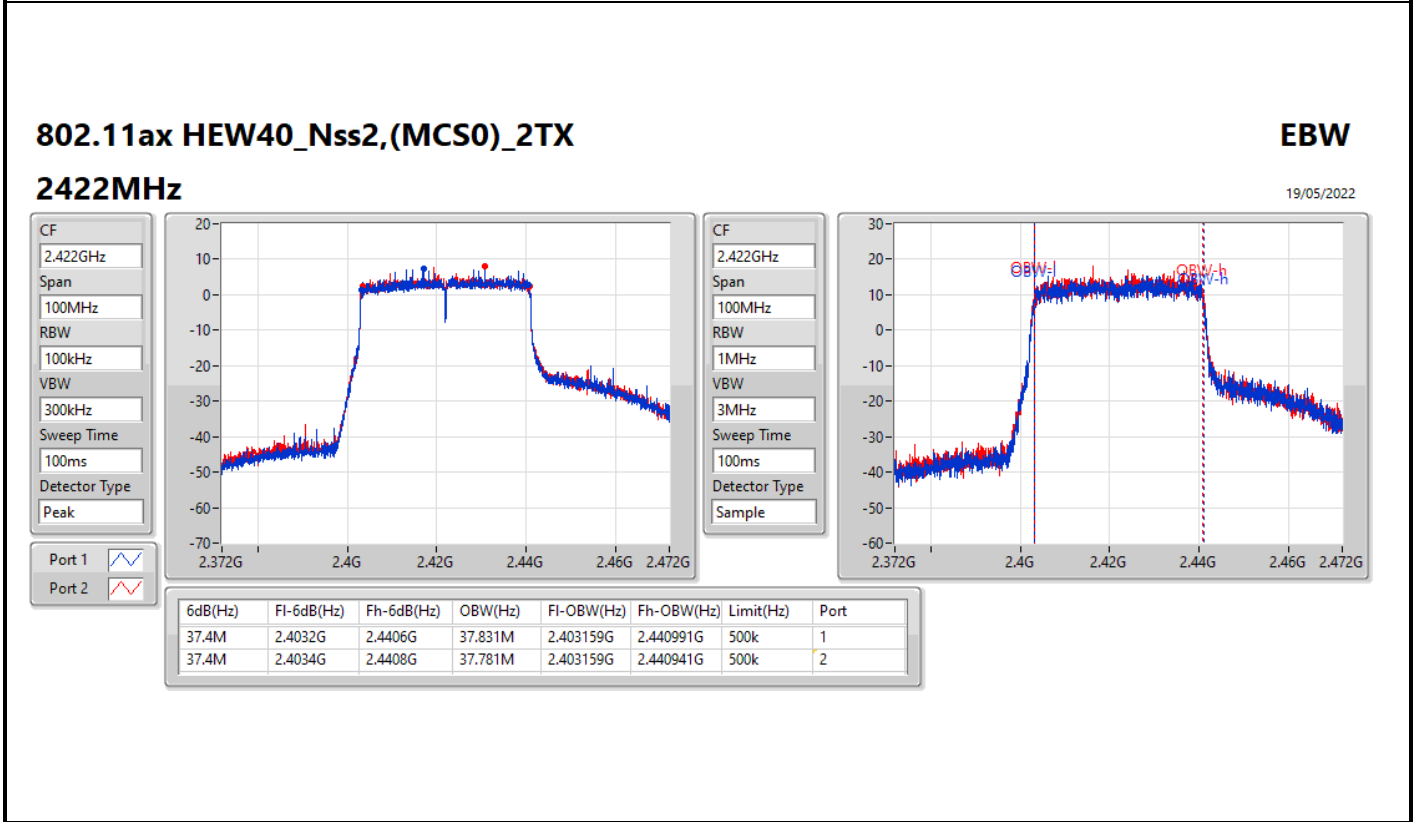 802.11ax HEW40_Nss2,(MCS0)_2TX
EBW
2422MHz
19/05/2022
CF
2.422GHz
Span
100MHz
RBW
100kHz
VBW
300kHz
Sweep Time
100ms
Detector Type
Peak
Port 1
Port 2
20
10
0
-10
-20
-30
-40
-50
-60
-70
2.372G 2.4G 2.42G 2.44G 2.46G 2.472G
CF
2.422GHz
Span
100MHz
RBW
1MHz
VBW
3MHz
Sweep Time
100ms
Detector Type
Sample
30
20
10
0
-10
-20
-30
-40
-50
-60
OBW-l
OBW-l
OBW-h
OBW-h
2.372G 2.4G 2.42G 2.44G 2.46G 2.472G
6dB(Hz) Fl-6dB(Hz) Fh-6dB(Hz) OBW(Hz) Fl-OBW(Hz) Fh-OBW(Hz) Limit(Hz) Port
37.4M 2.4032G 2.4406G 37.831M 2.403159G 2.440991G 500k 1
37.4M 2.4034G 2.4408G 37.781M 2.403159G 2.440941G 500k 2